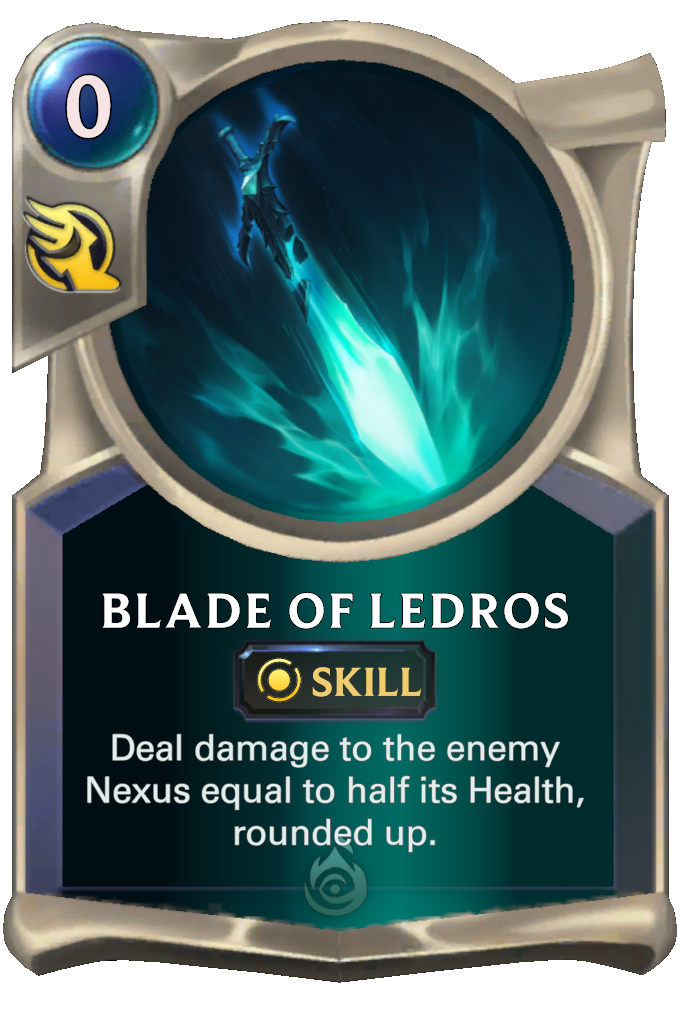 0
BLADE OF LEDROS
SKILL
Deal damage to the enemy
Nexus equal to half its Health,
rounded up.